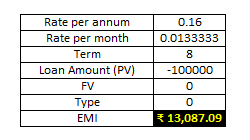 Rate per annum 0.16
Rate per month 0.0133333
Term 8
Loan Amount (PV) -100000
FV 0
Type 0
EMI ₹ 13,087.09